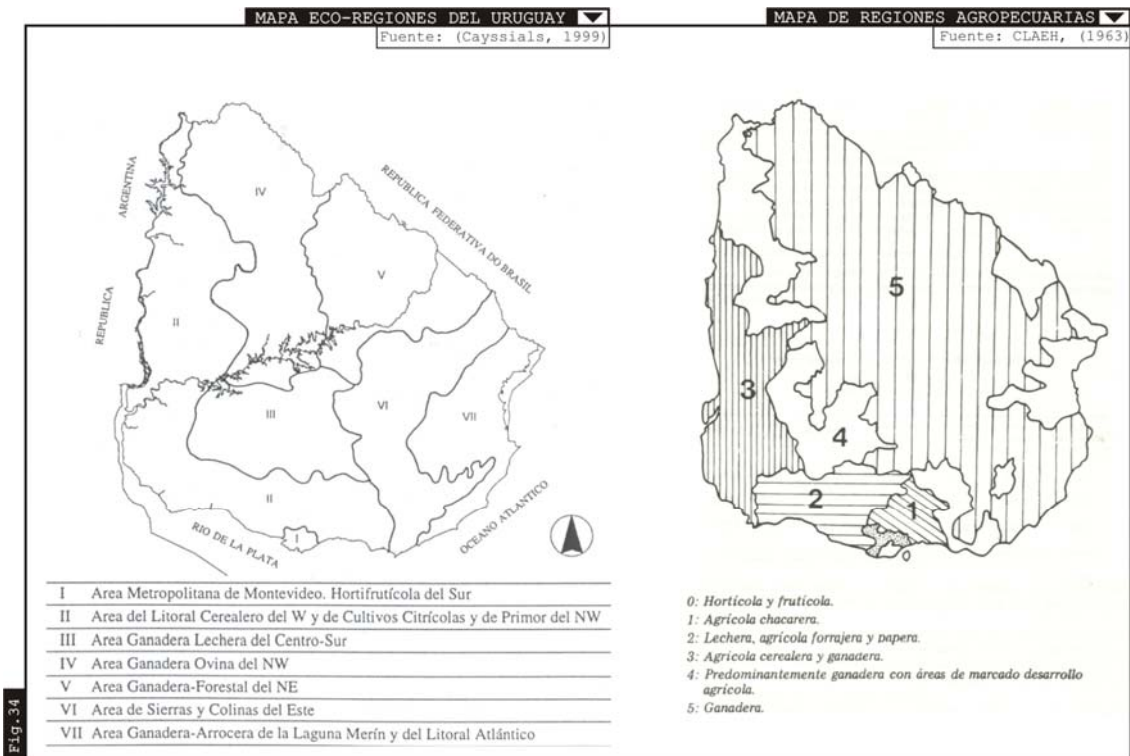 MAPA ECO-REGIONES DEL URUGUAY
Fuente: (Cayssials, 1999)
ARGENTINA
REPUBLICA
REPUBLICA FEDERATIVA DO BRASIL
IV
V
II
III
VI
VII
II
I
RIO DE LA PLATA
OCEANO ATLANTICO
I Area Metropolitana de Montevideo. Hortifrutícola del Sur
II Area del Litoral Cerealero del W y de Cultivos Citrícolas y de Primor del NW
III Area Ganadera Lechera del Centro-Sur
IV Area Ganadera Ovina del NW
V Area Ganadera-Forestal del NE
VI Area de Sierras y Colinas del Este
VII Area Ganadera-Arrocera de la Laguna Merín y del Litoral Atlántico
MAPA DE REGIONES AGROPECUARIAS
Fuente: CLAEH, (1963)
5
3
4
2
1
0
0: Hortícola y frutícola.
1: Agrícola chacarera.
2: Lechera, agrícola forrajera y papera.
3: Agrícola cerealera y ganadera.
4: Predominantemente ganadera con áreas de marcado desarrollo
agrícola.
5: Ganadera.
Fig.34